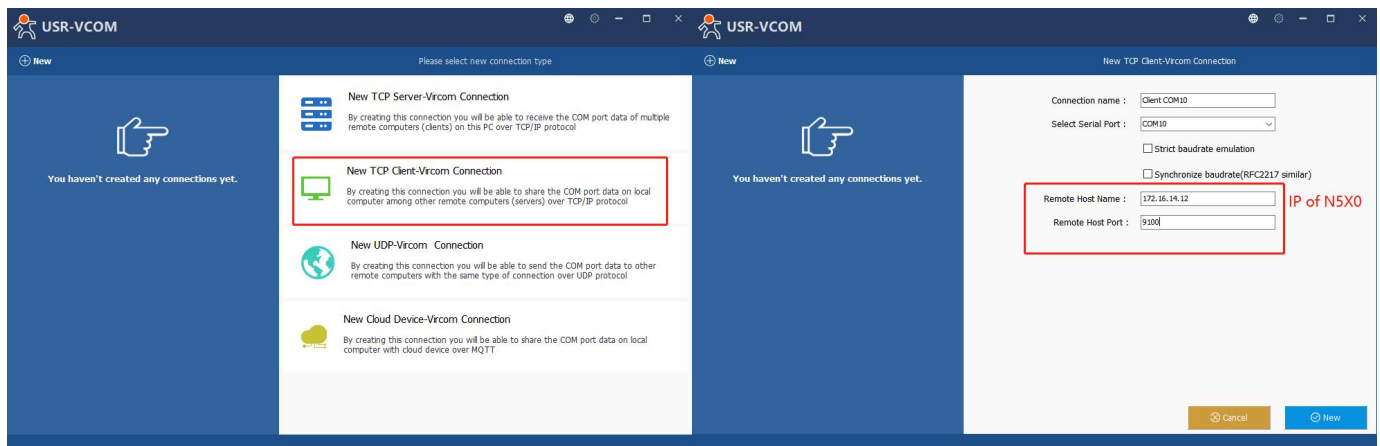 USR-VCOM
New
Please select new connection type
You haven't created any connections yet.
New TCP Server-Vircom Connection
By creating this connection you will be able to receive the COM port data of multiple
remote computers (clients) on this PC over TCP/IP protocol
New TCP Client-Vircom Connection
By creating this connection you will be able to share the COM port data on local
computer among other remote computers (servers) over TCP/IP protocol
New UDP-Vircom Connection
By creating this connection you will be able to send the COM port data to other
remote computers with the same type of connection over UDP protocol
New Cloud Device-Vircom Connection
By creating this connection you will be able to share the COM port data on local
computer with cloud device over MQTT
USR-VCOM
New
New TCP Client-Vircom Connection
You haven't created any connections yet.
Connection name : Client COM10
Select Serial Port : COM10
Strict baudrate emulation
Synchronize baudrate(RFC2217 similar)
Remote Host Name : 172.16.14.12
IP of N5X0
Remote Host Port : 9100
Cancel
New